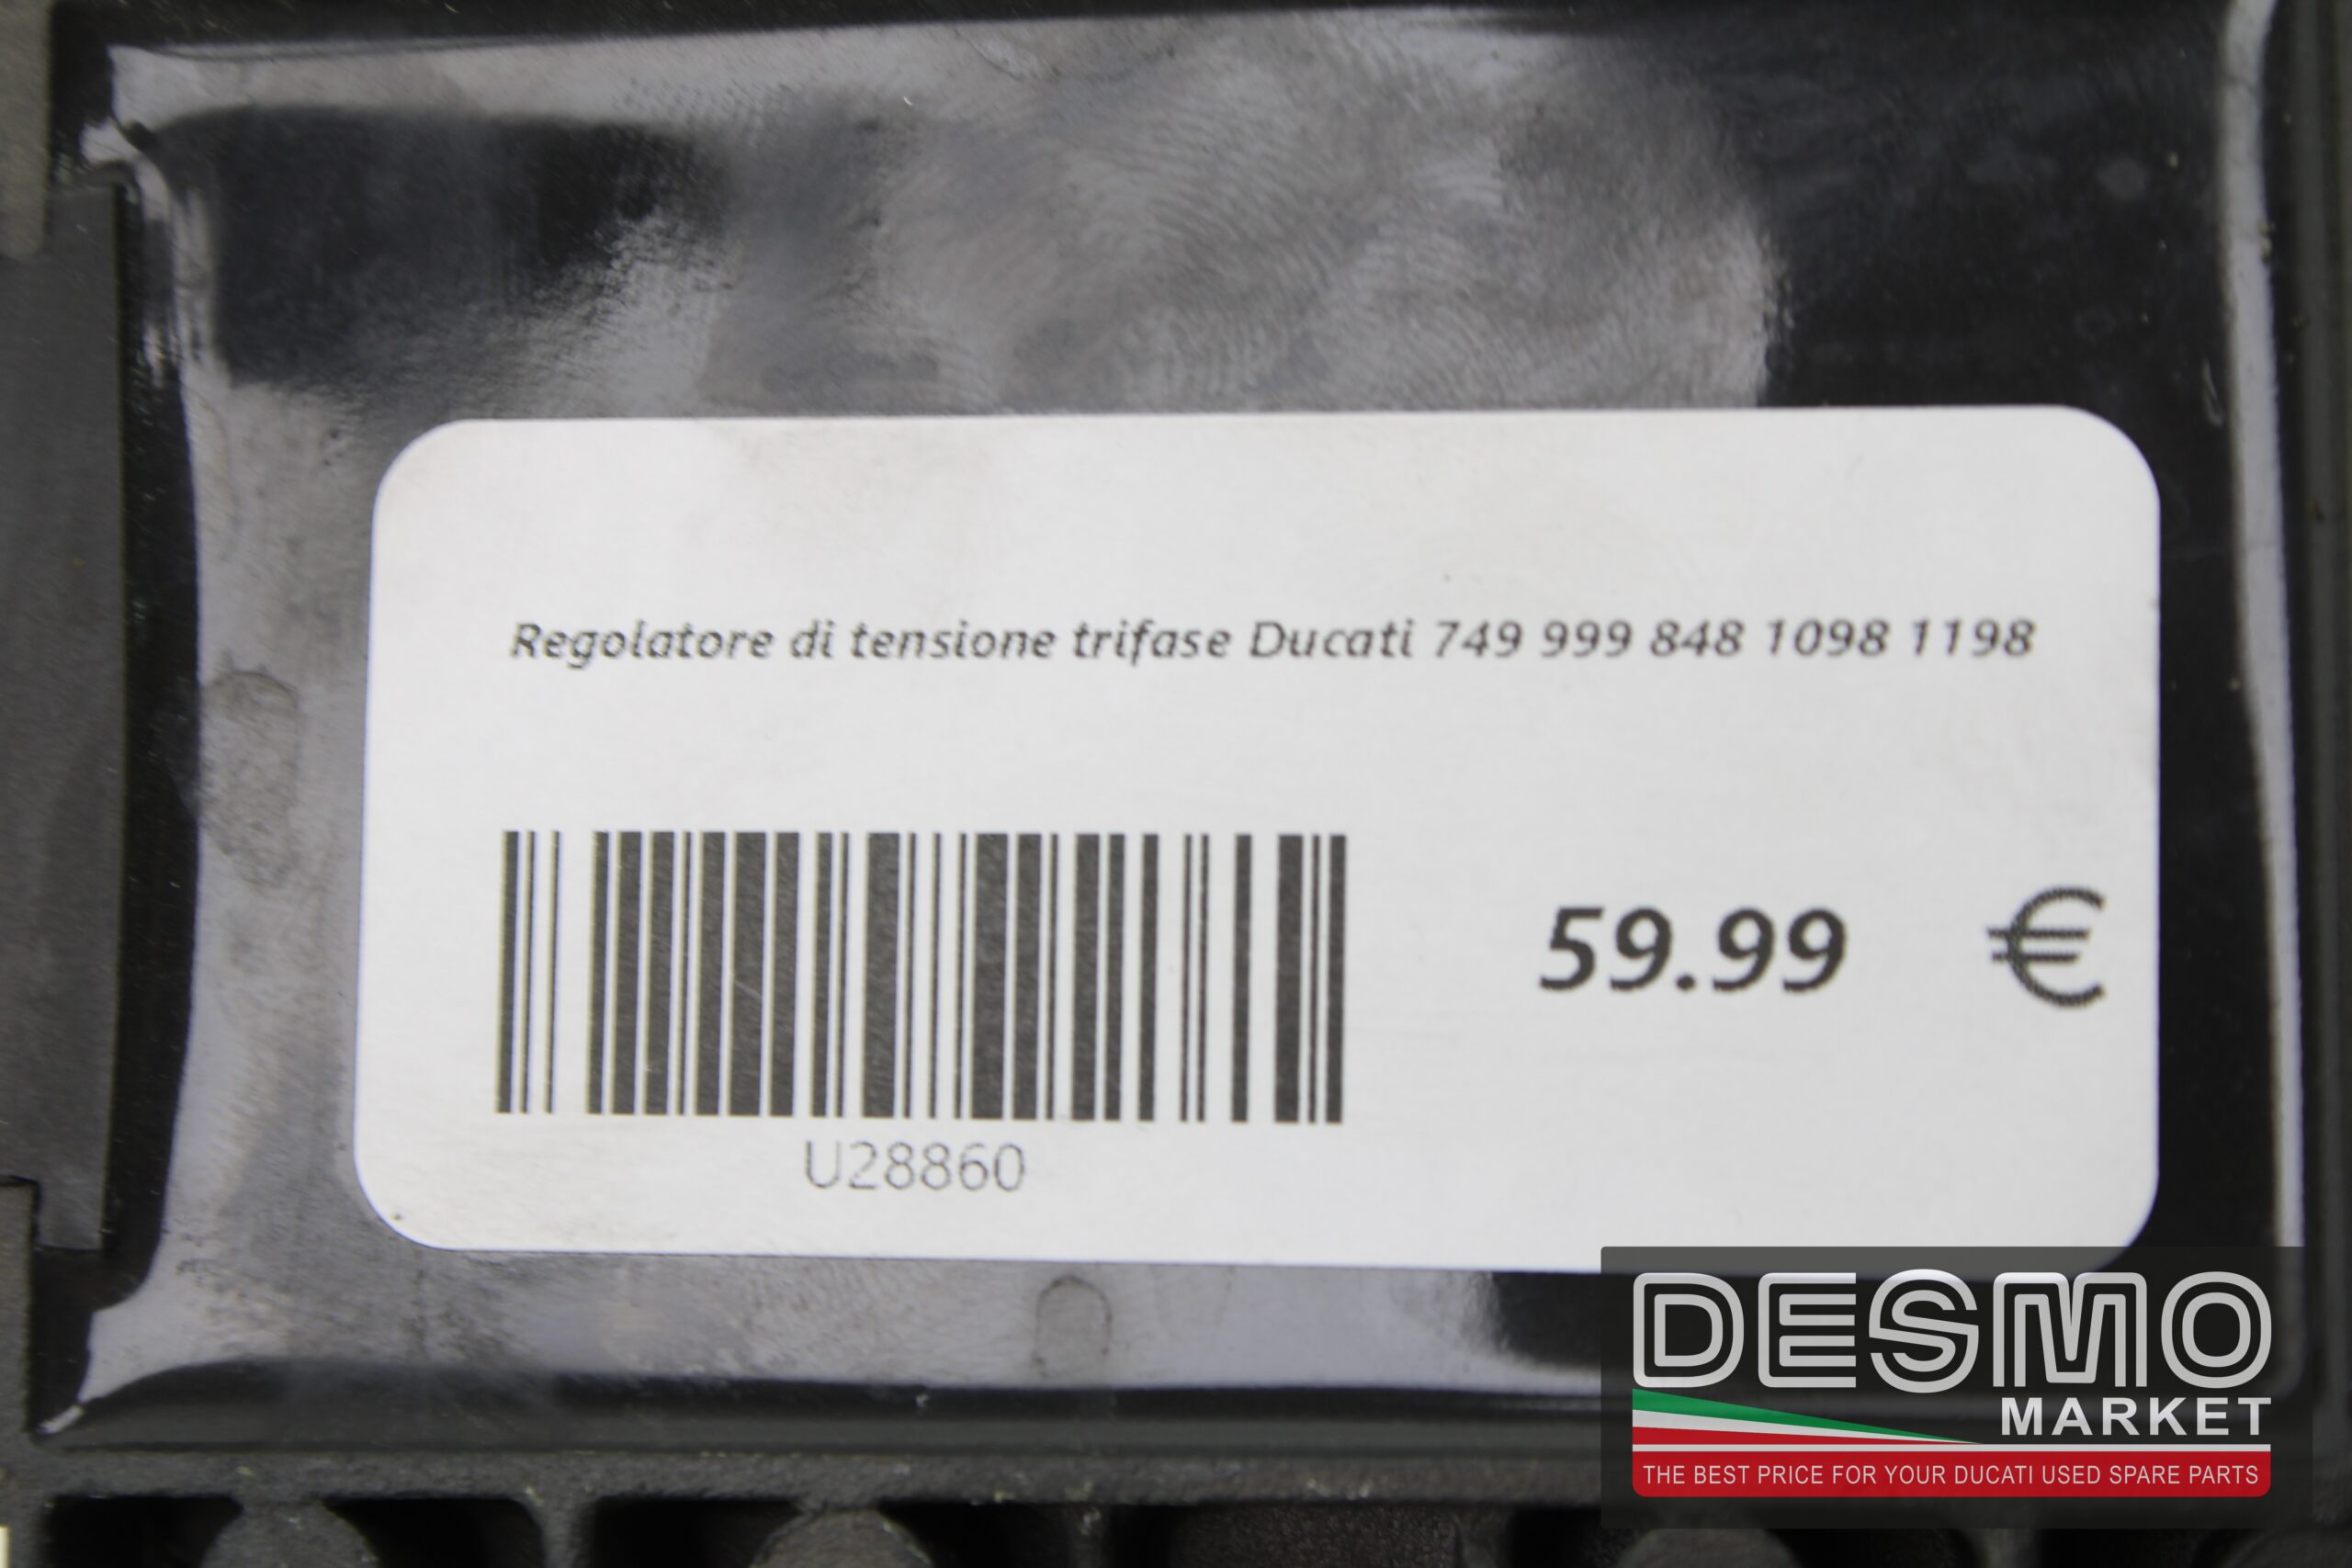 Regolatore di tensione trifase Ducati 749 999 848 1098 1198
59.99 €
U28860
DESMO
MARKET
THE BEST PRICE FOR YOUR DUCATI USED SPARE PARTS